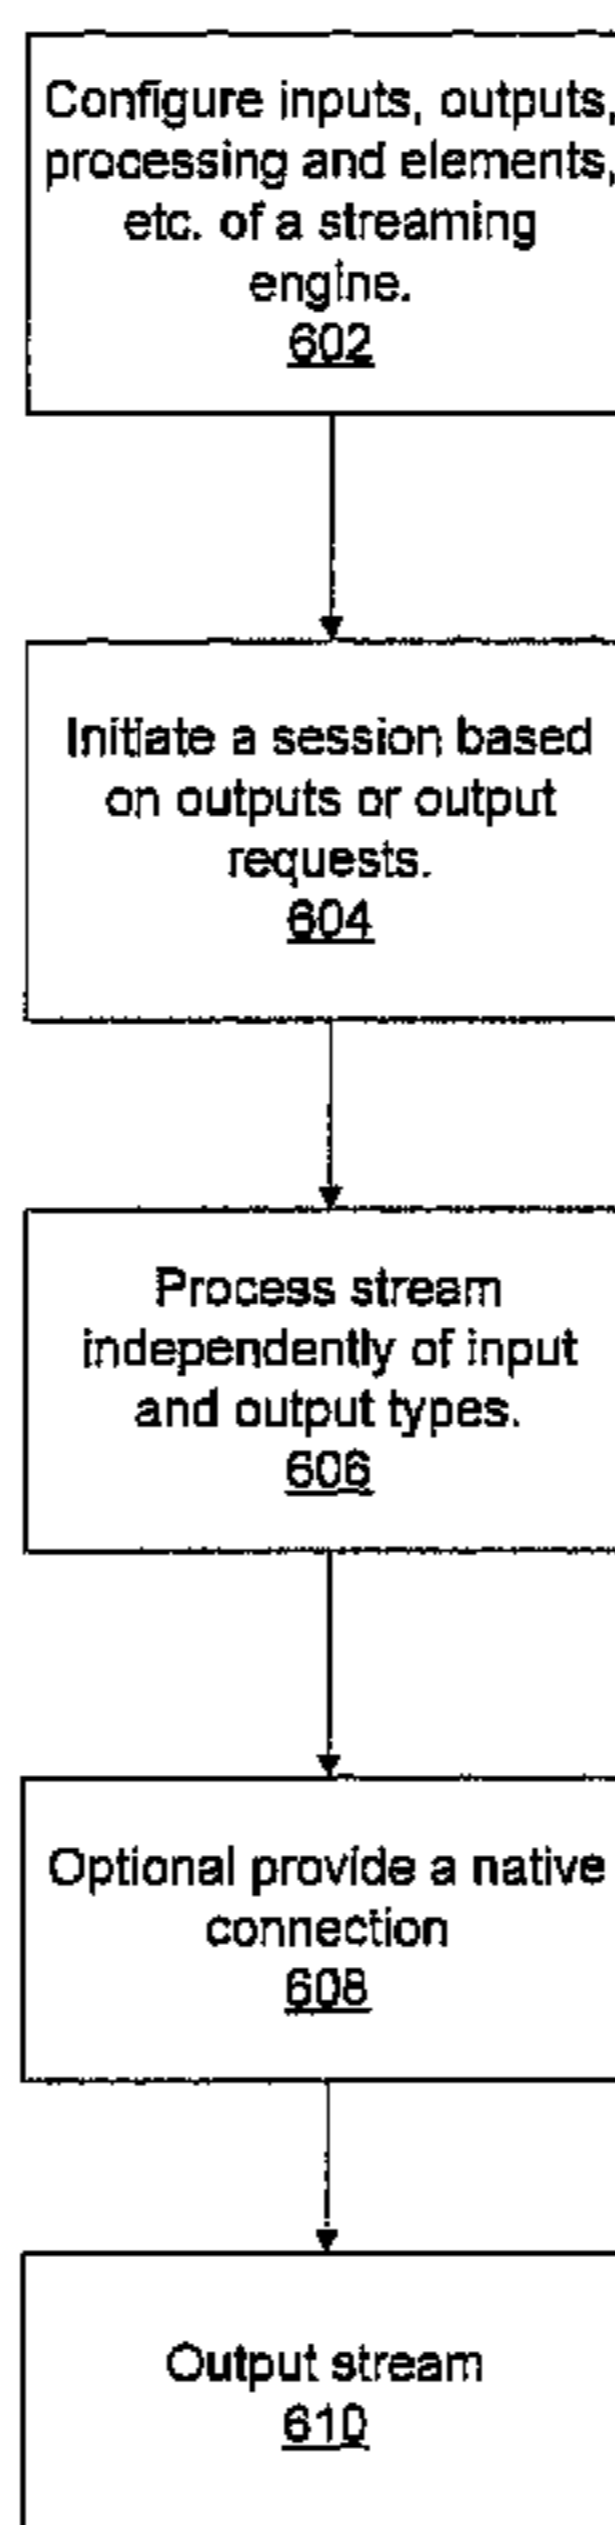 Configure inputs, outputs,
processing and elements,
etc. of a streaming
engine.
602
Initiate a session based
on outputs or output
requests.
604
Process stream
independently of input
and output types.
606
Optional provide a native
connection
608
Output stream
610